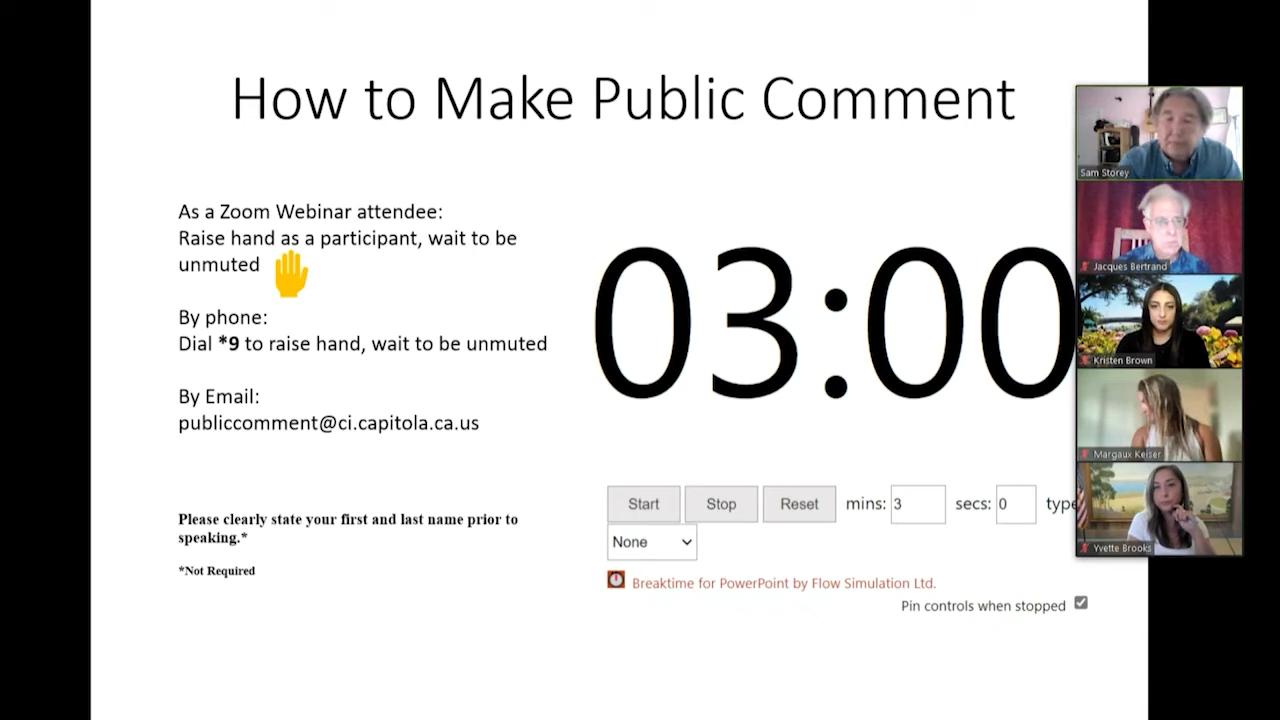 How to Make Public Comment
As a Zoom Webinar attendee:
Raise hand as a participant, wait to be
unmuted
By phone:
Dial *9 to raise hand, wait to be unmuted
By Email:
publiccomment@ci.capitola.ca.us
Please clearly state your first and last name prior to
speaking.*
*Not Required
03:00
Start Stop Reset mins: 3 secs: 0 type
None
Breaktime for PowerPoint by Flow Simulation Ltd.
Pin controls when stopped
Sam Storey
Jacques Bertrand
Kristen Brown
Margaux Keiser
Yvette Brooks